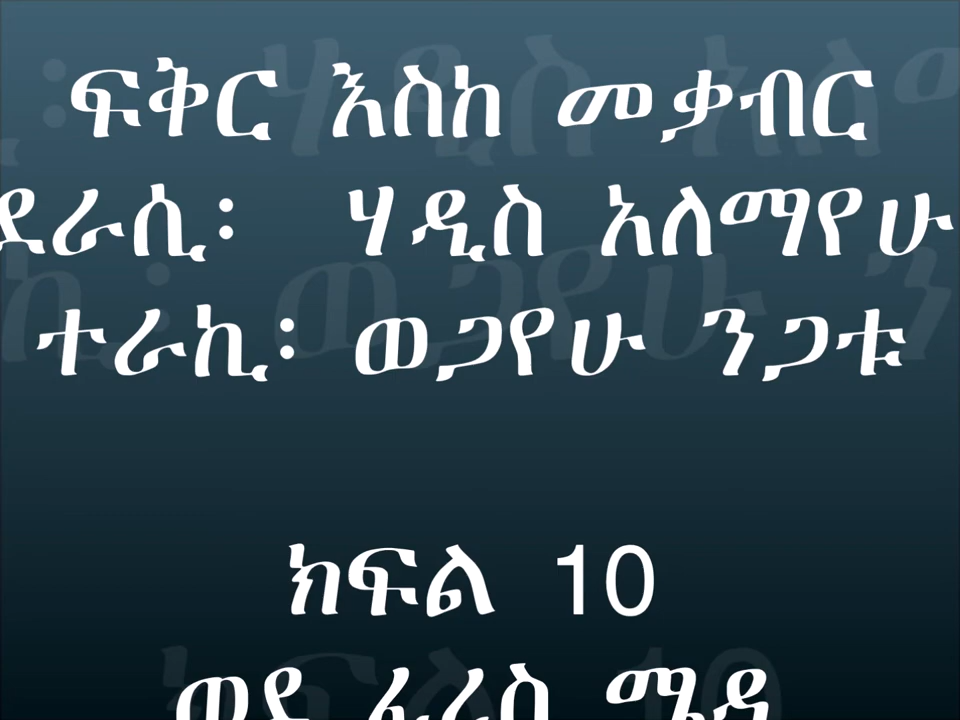 ፍቅር እስከ መቃብር
ደራሲ፡ ሃዲስ አለማየሁ
ተራኪ፡ ወጋየሁ ንጋቱ
ክፍል 10
ወደ ፈረስ ሜዳ